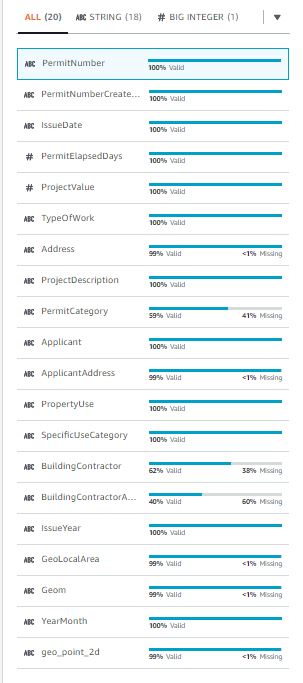 ALL (20) ABC STRING (18) # BIG INTEGER (1)
ABC PermitNumber 100% Valid
ABC PermitNumberCreate... 100% Valid
ABC IssueDate 100% Valid
# PermitElapsedDays 100% Valid
# ProjectValue 100% Valid
ABC TypeOfWork 100% Valid
ABC Address 99% Valid <1% Missing
ABC ProjectDescription 100% Valid
ABC PermitCategory 59% Valid 41% Missing
ABC Applicant 100% Valid
ABC ApplicantAddress 99% Valid <1% Missing
ABC PropertyUse 100% Valid
ABC SpecificUseCategory 100% Valid
ABC BuildingContractor 62% Valid 38% Missing
ABC BuildingContractorA... 40% Valid 60% Missing
ABC IssueYear 100% Valid
ABC GeoLocalArea 99% Valid <1% Missing
ABC Geom 99% Valid <1% Missing
ABC YearMonth 100% Valid
ABC geo_point_2d 99% Valid <1% Missing